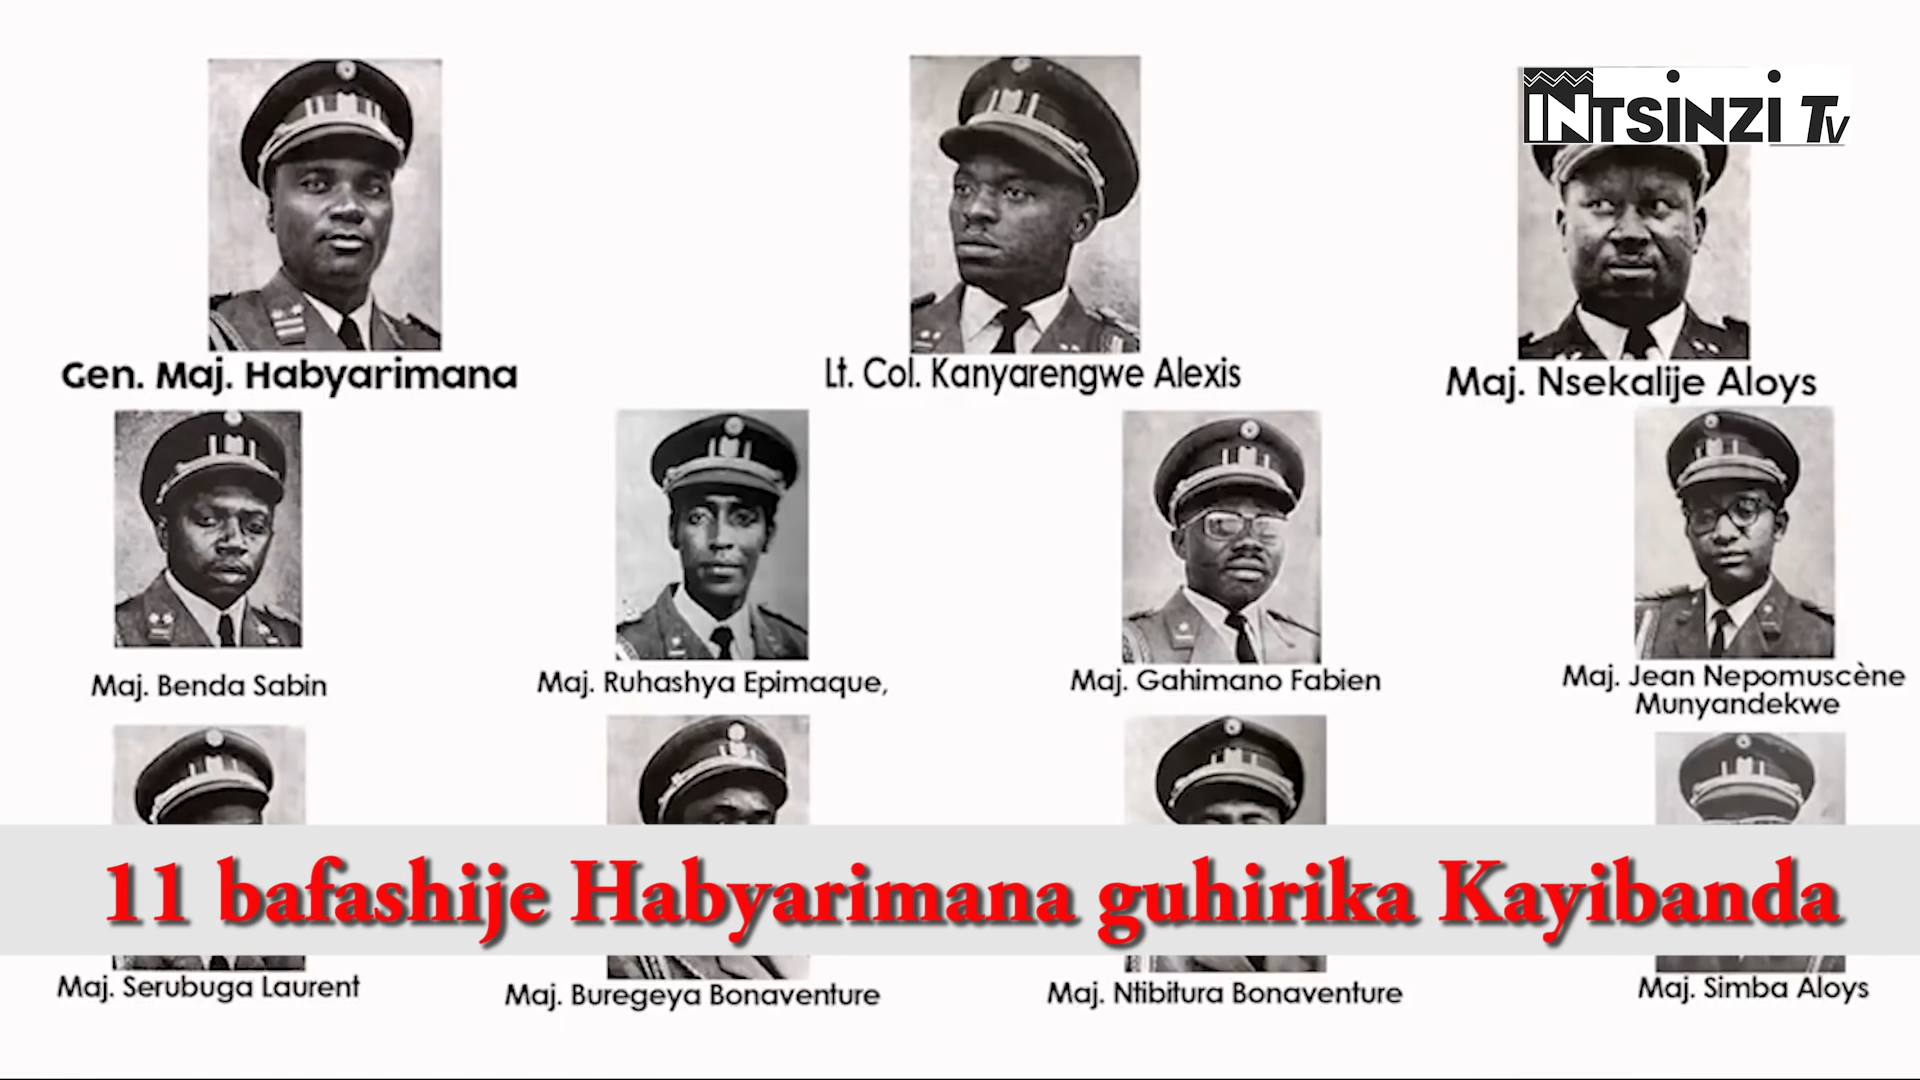 INTSINZI TV
Gen. Maj. Habyarimana
Lt. Col. Kanyarengwe Alexis
Maj. Nsekalije Aloys
Maj. Benda Sabin
Maj. Ruhashya Epimaque,
Maj. Gahimano Fabien
Maj. Jean Nepomuscène
Munyandekwe
11 bafashije Habyarimana guhirika Kayibanda
Maj. Serubuga Laurent
Maj. Buregeya Bonaventure
Maj. Ntibitura Bonaventure
Maj. Simba Aloys